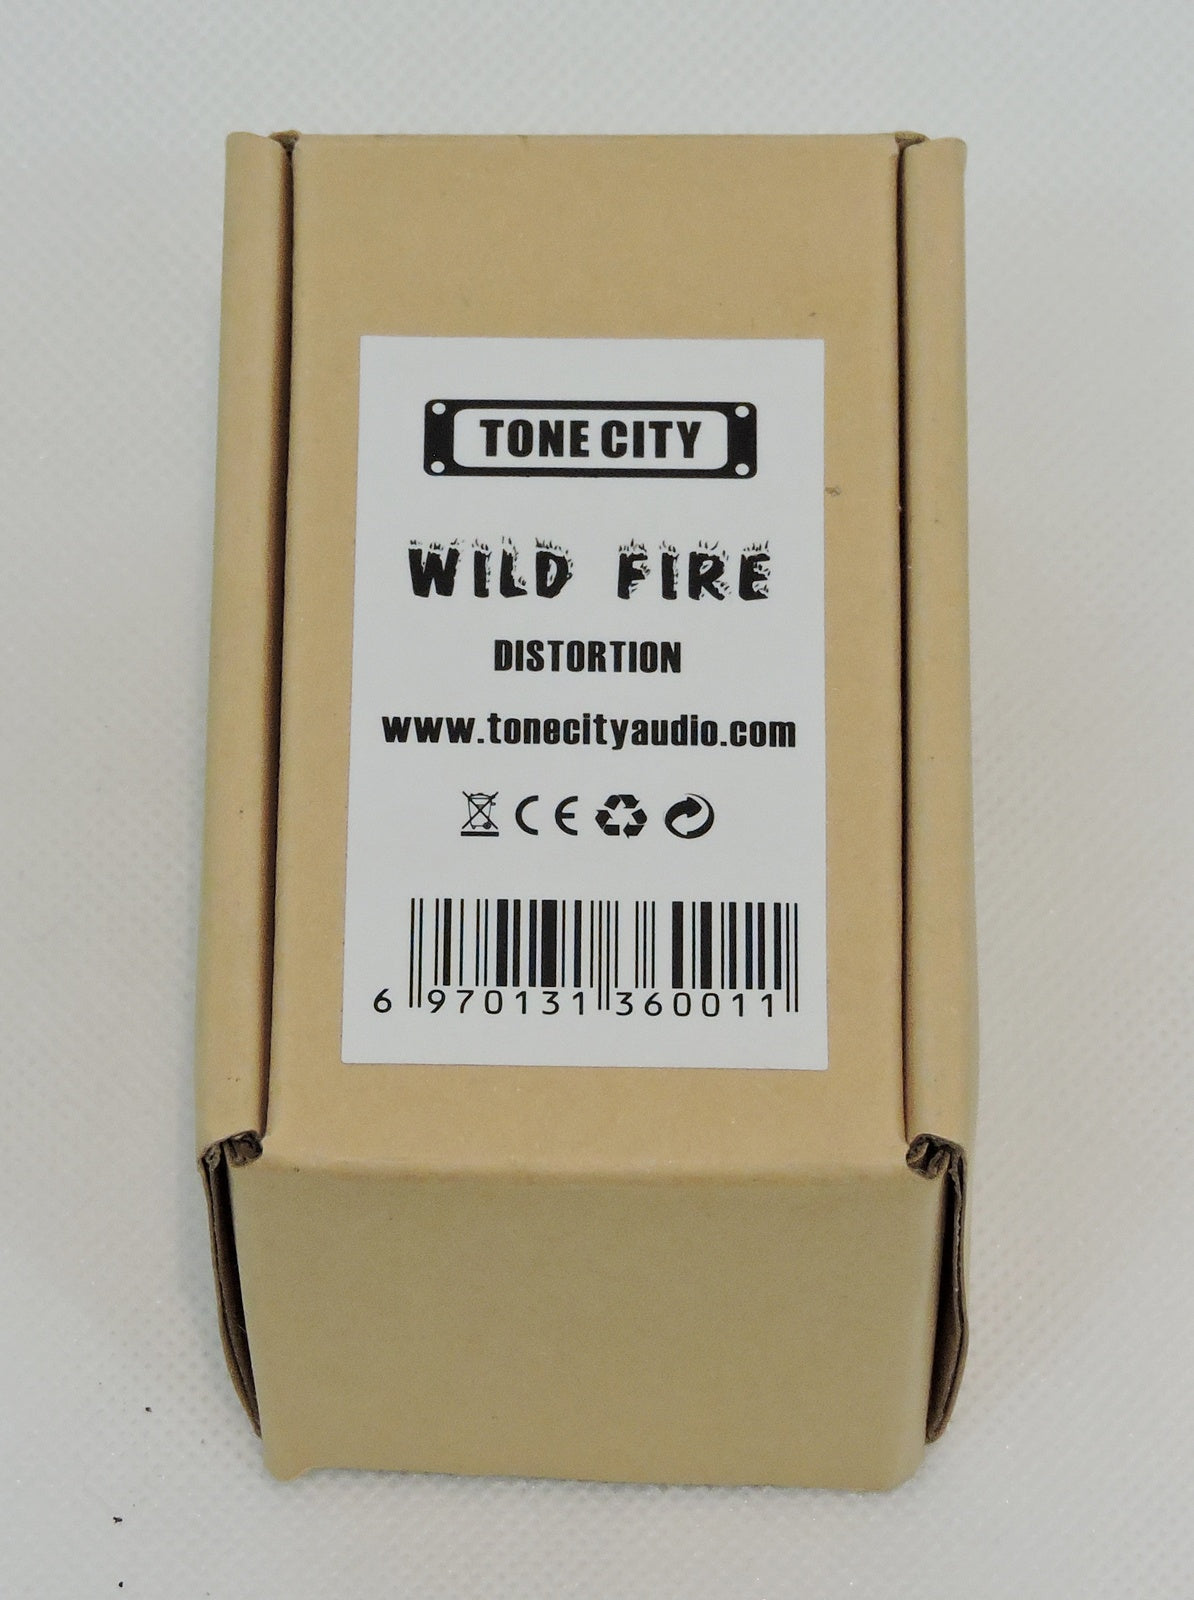 TONE CITY
WILD FIRE
DISTORTION
www.tonecityaudio.com
CE
6 970131 360011